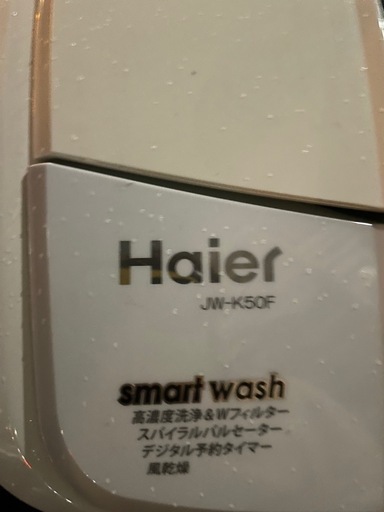 Haier
JW-K50F
smart wash
高濃度洗浄&Wフィルター
スパイラルパルセーター
デジタル予約タイマー
風乾燥